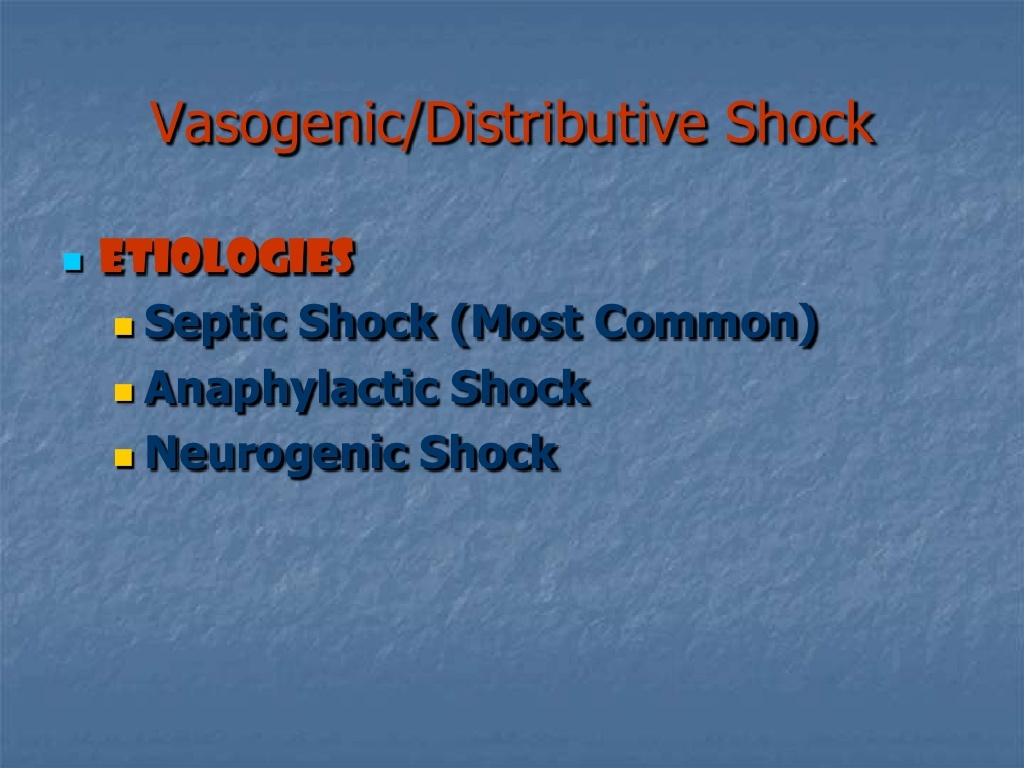 Vasogenic/Distributive Shock
ETIOLOGIES
Septic Shock (Most Common)
Anaphylactic Shock
Neurogenic Shock